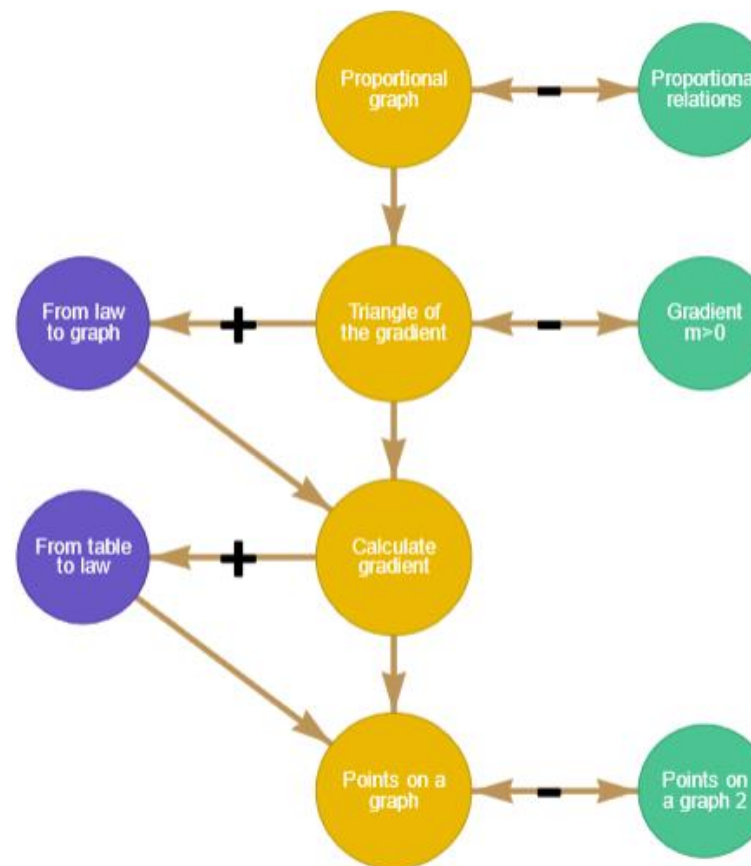 Proportional
graph
-
Proportional
relations
From law
to graph
+
Triangle of
the gradient
-
Gradient
m>0
From table
to law
+
Calculate
gradient
Points on a
graph
-
Points on
a graph 2